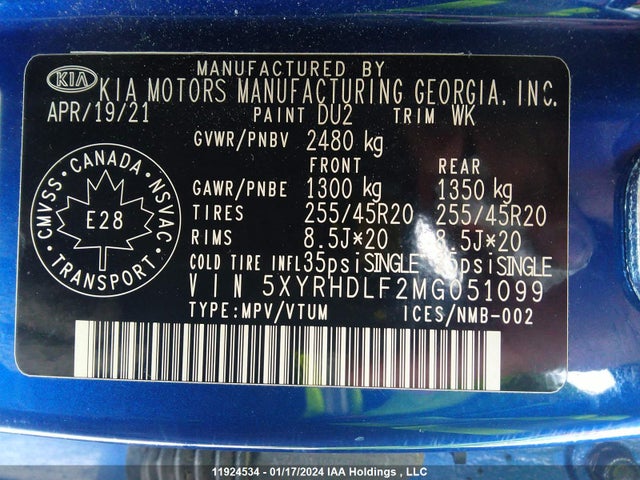 MANUFACTURED BY
KIA KIA MOTORS MANUFACTURING GEORGIA, INC.
APR/19/21 PAINT DU2 TRIM WK
GVWR/PNBV 2480 kg
FRONT REAR
GAWR/PNBE 1300 kg 1350 kg
TIRES 255/45R20 255/45R20
RIMS 8.5J*20 8.5J*20
COLD TIRE INFL 35psi SINGLE 35psi SINGLE
VIN 5XYRHDLF2MG051099
TYPE:MPV/VTUM ICES/NMB-002
CMVSS · CANADA · NSVAC
E28
TRANSPORT
11924534 - 01/17/2024 IAA Holdings , LLC